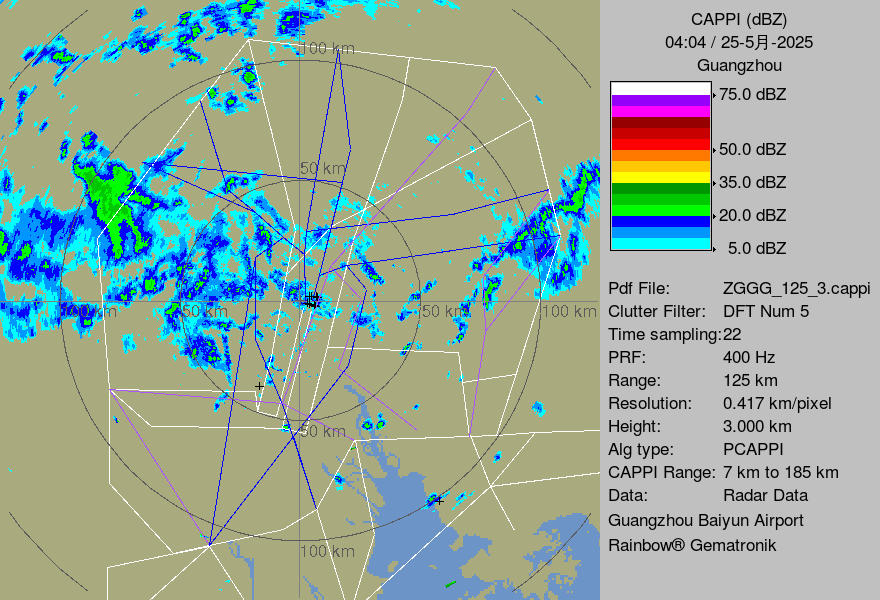 CAPPI (dBZ)
04:04 / 25-5月-2025
Guangzhou
75.0 dBZ
50.0 dBZ
35.0 dBZ
20.0 dBZ
5.0 dBZ
Pdf File: ZGGG_125_3.cappi
Clutter Filter: DFT Num 5
Time sampling:22
PRF: 400 Hz
Range: 125 km
Resolution: 0.417 km/pixel
Height: 3.000 km
Alg type: PCAPPI
CAPPI Range: 7 km to 185 km
Data: Radar Data
Guangzhou Baiyun Airport
Rainbow® Gematronik
100 km
50 km
100 km
50 km
50 km
100 km
50 km
100 km